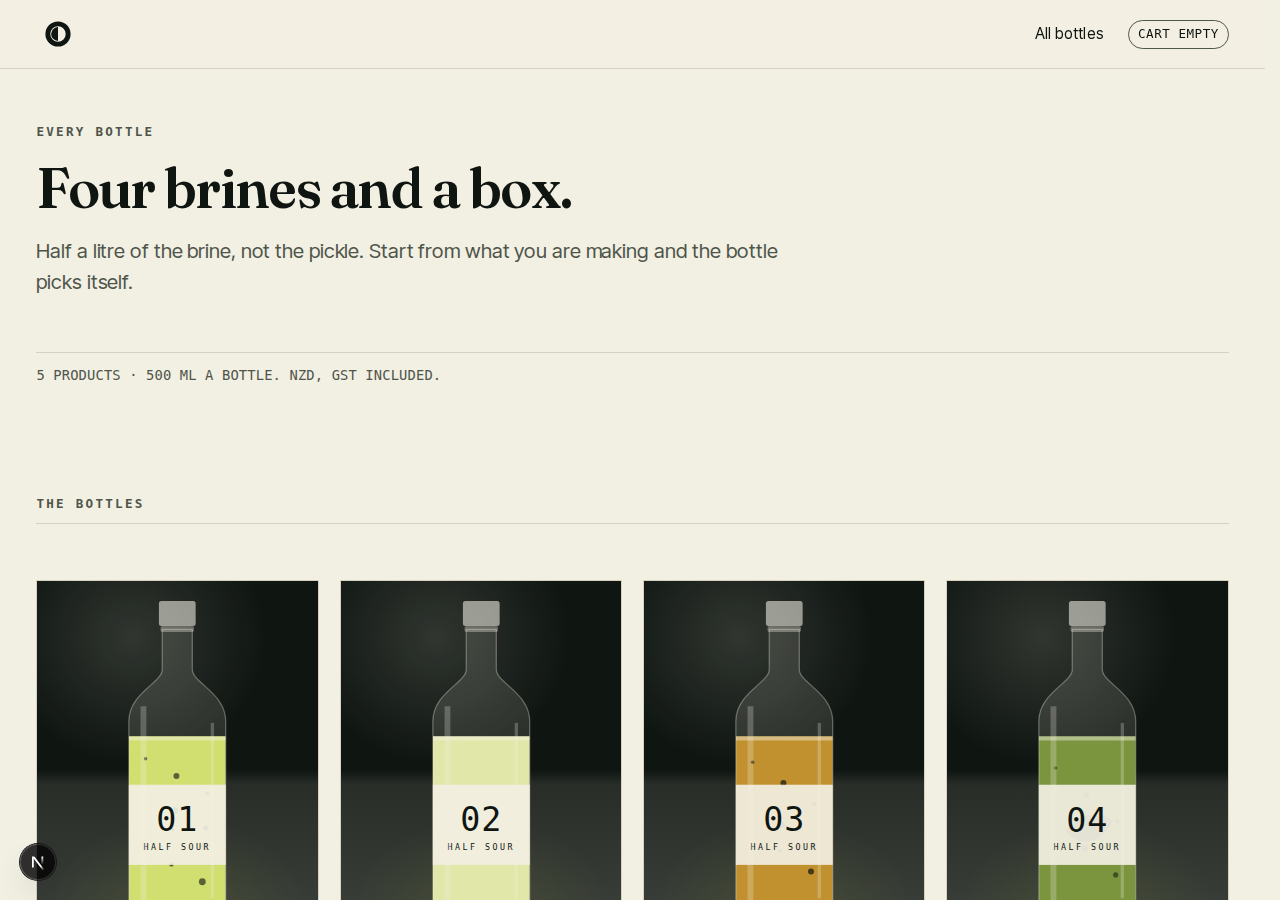 All bottles
CART EMPTY
EVERY BOTTLE
Four brines and a box.
Half a litre of the brine, not the pickle. Start from what you are making and the bottle
picks itself.
5 PRODUCTS · 500 ML A BOTTLE. NZD, GST INCLUDED.
THE BOTTLES
01
HALF SOUR
02
HALF SOUR
03
HALF SOUR
04
HALF SOUR
N